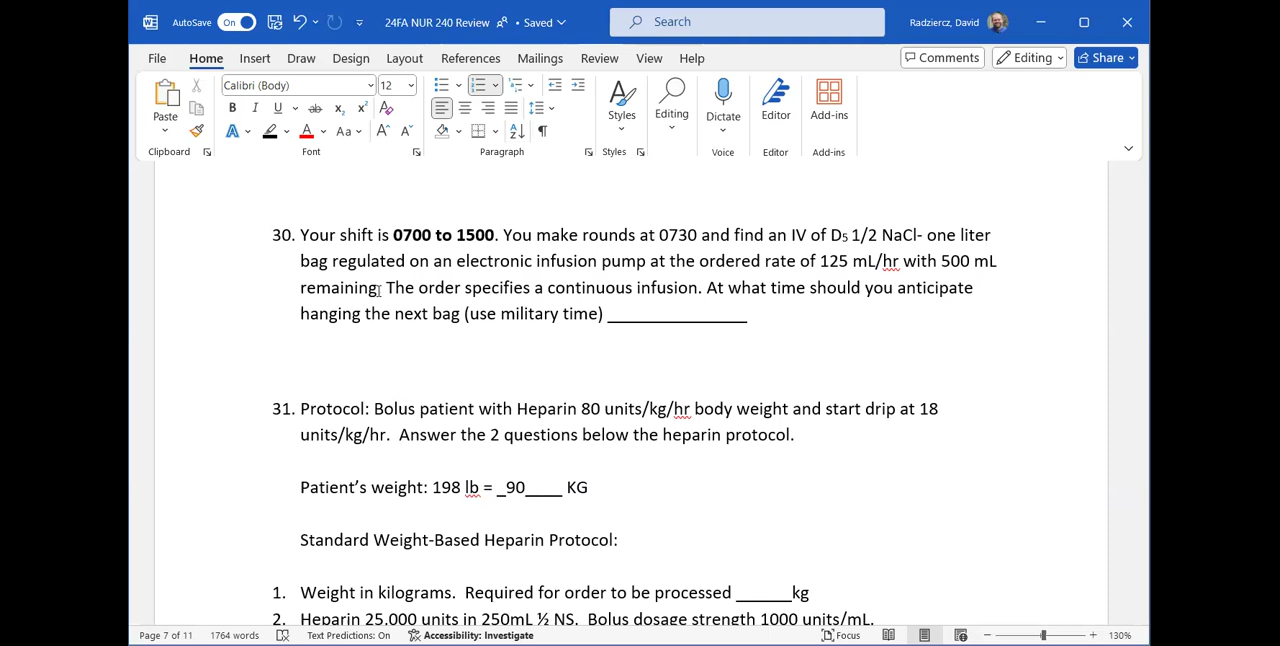 AutoSave On 24FA NUR 240 Review • Saved Search Radziercz, David
File Home Insert Draw Design Layout References Mailings Review View Help Comments Editing Share
Calibri (Body) 12
Paste Styles Editing Dictate Editor Add-ins
B I U ab x₂ x² A
A A Aa A A
Clipboard Font Paragraph Styles Voice Editor Add-ins
30. Your shift is 0700 to 1500. You make rounds at 0730 and find an IV of D5 1/2 NaCl- one liter
bag regulated on an electronic infusion pump at the ordered rate of 125 mL/hr with 500 mL
remaining. The order specifies a continuous infusion. At what time should you anticipate
hanging the next bag (use military time) ________________
31. Protocol: Bolus patient with Heparin 80 units/kg/hr body weight and start drip at 18
units/kg/hr. Answer the 2 questions below the heparin protocol.
Patient’s weight: 198 lb = _90____ KG
Standard Weight-Based Heparin Protocol:
1. Weight in kilograms. Required for order to be processed ______kg
2. Heparin 25,000 units in 250mL ½ NS. Bolus dosage strength 1000 units/mL.
Page 7 of 11 1764 words Text Predictions: On Accessibility: Investigate Focus 130%